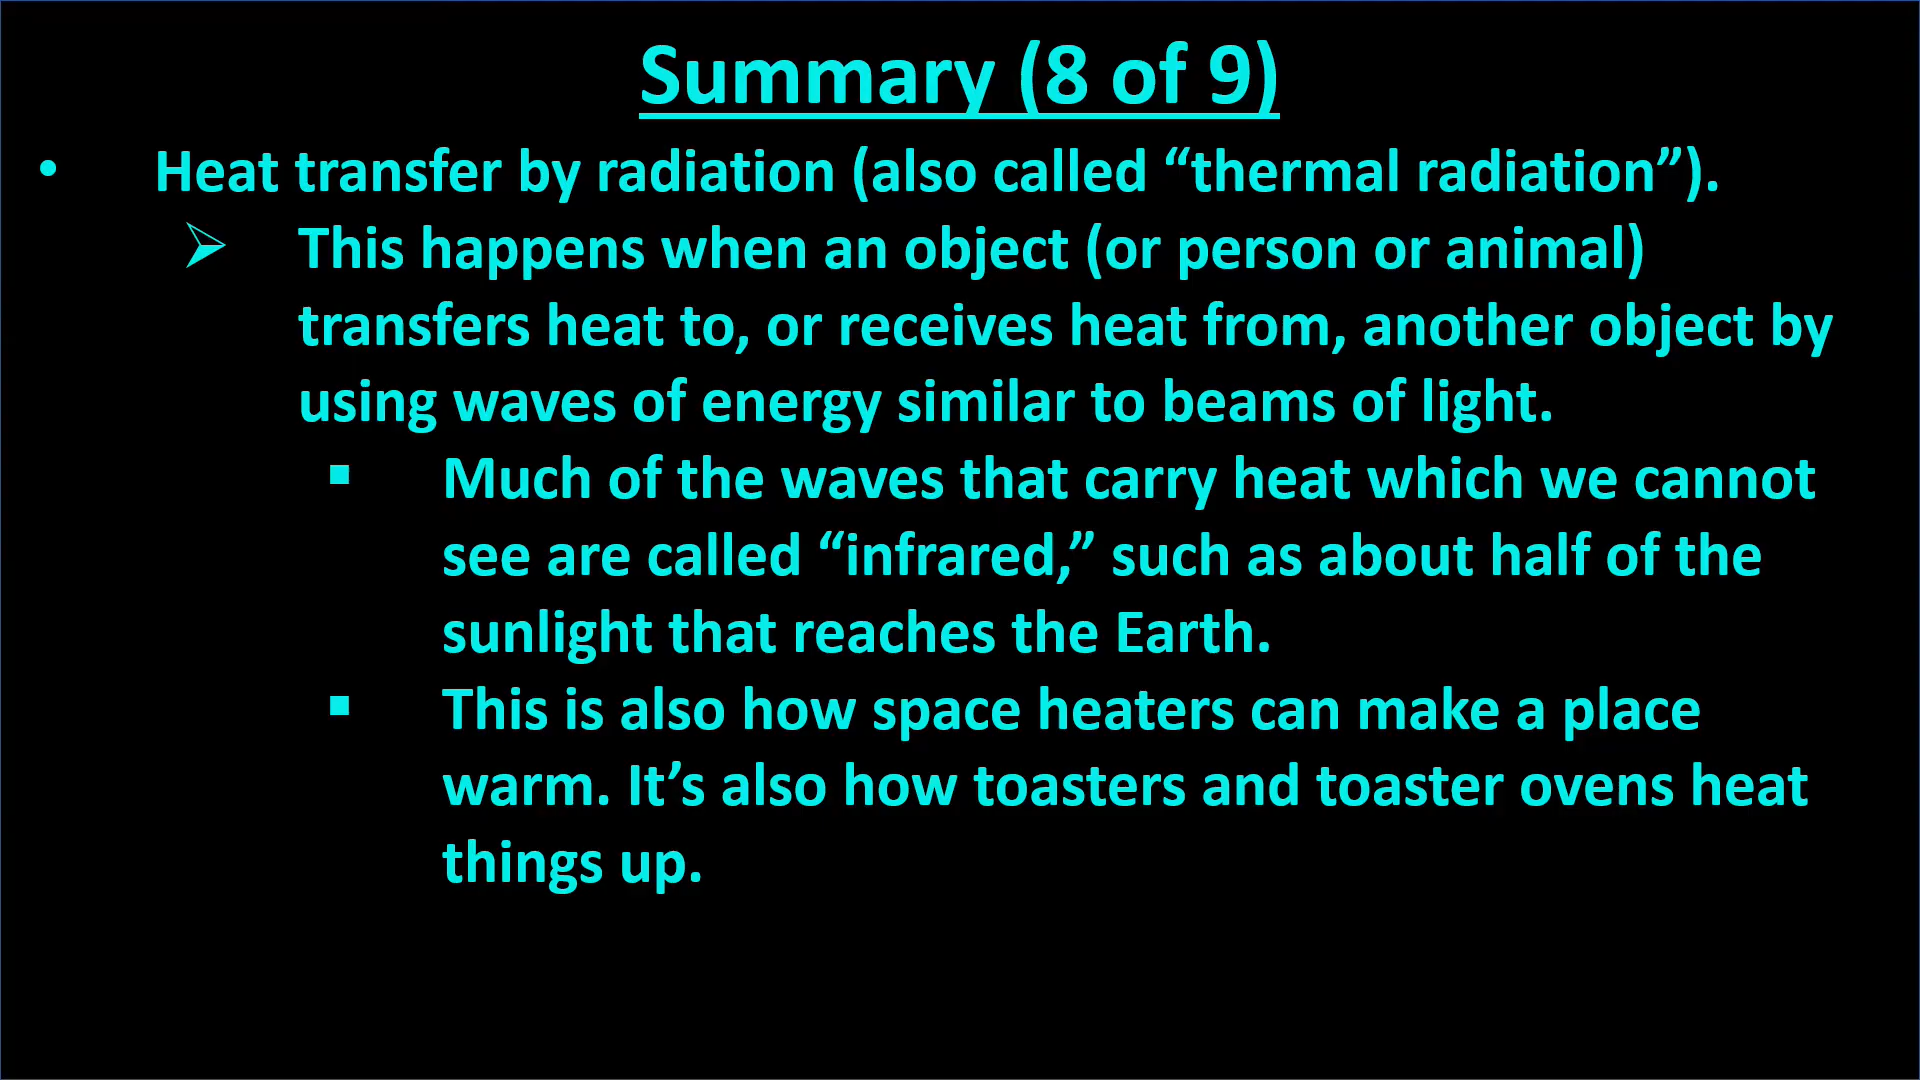 Summary (8 of 9)
• Heat transfer by radiation (also called “thermal radiation”).
➢ This happens when an object (or person or animal)
transfers heat to, or receives heat from, another object by
using waves of energy similar to beams of light.
▪ Much of the waves that carry heat which we cannot
see are called “infrared,” such as about half of the
sunlight that reaches the Earth.
▪ This is also how space heaters can make a place
warm. It’s also how toasters and toaster ovens heat
things up.